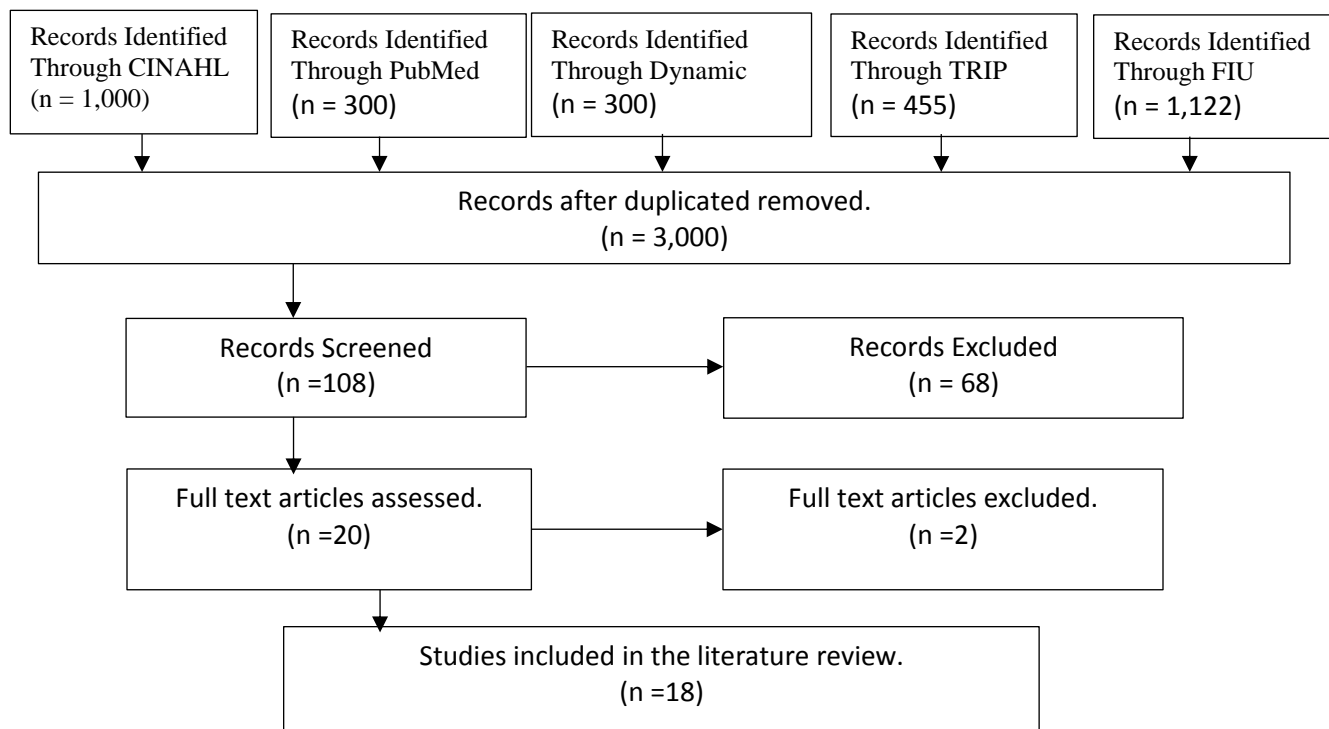 Records Identified
Through CINAHL
(n = 1,000)
Records Identified
Through PubMed
(n = 300)
Records Identified
Through Dynamic
(n = 300)
Records Identified
Through TRIP
(n = 455)
Records Identified
Through FIU
(n = 1,122)
Records after duplicated removed.
(n = 3,000)
Records Screened
(n =108)
Records Excluded
(n = 68)
Full text articles assessed.
(n =20)
Full text articles excluded.
(n =2)
Studies included in the literature review.
(n =18)